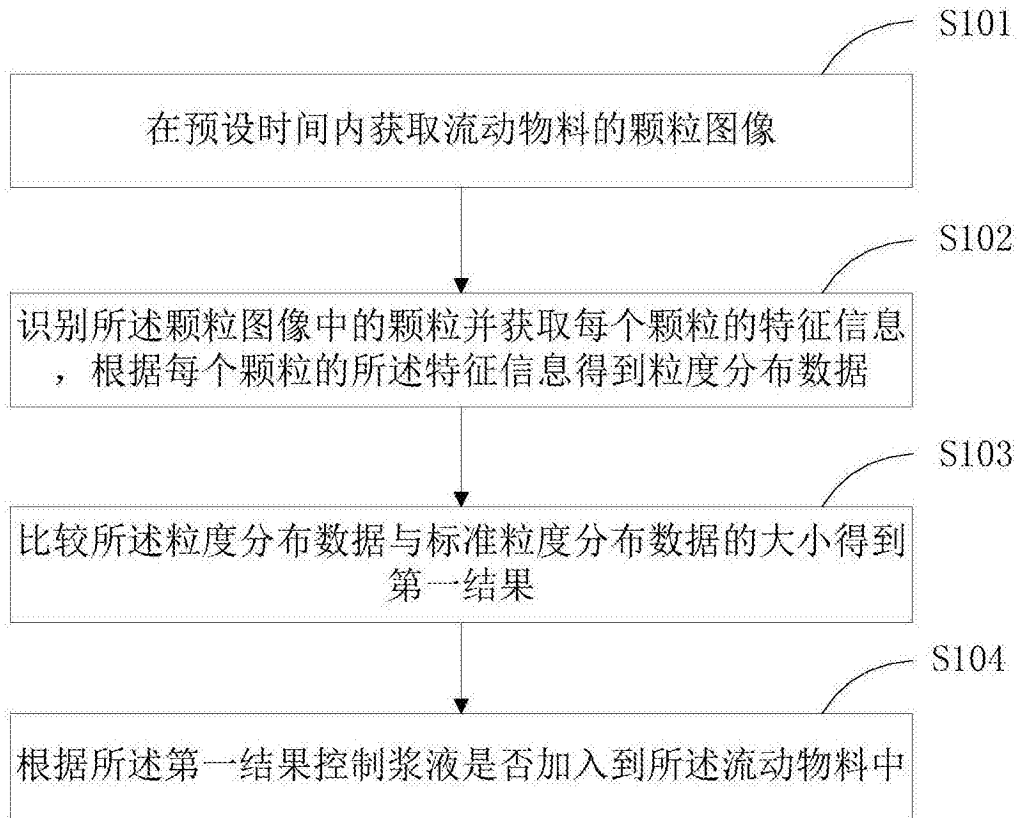 S101
在预设时间内获取流动物料的颗粒图像
S102
识别所述颗粒图像中的颗粒并获取每个颗粒的特征信息
，根据每个颗粒的所述特征信息得到粒度分布数据
S103
比较所述粒度分布数据与标准粒度分布数据的大小得到
第一结果
S104
根据所述第一结果控制浆液是否加入到所述流动物料中